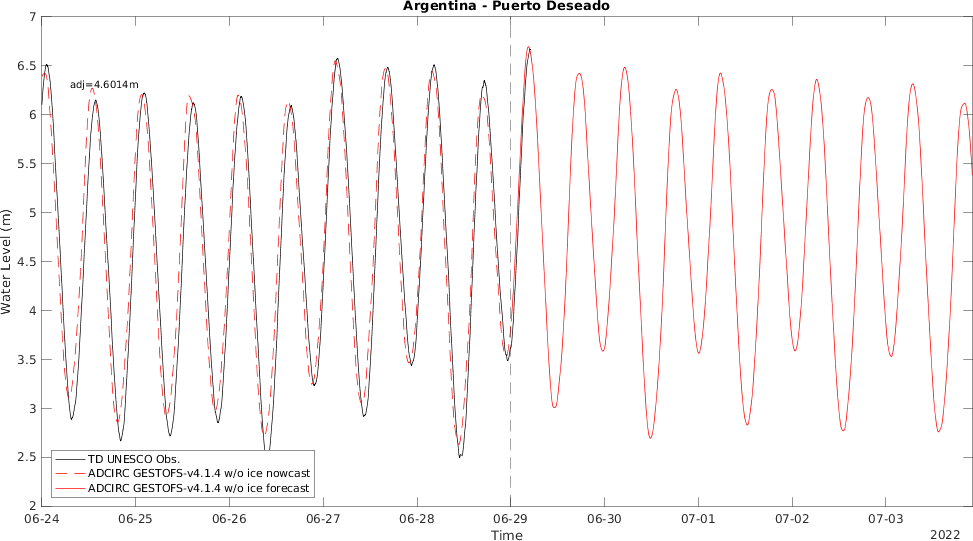 Argentina - Puerto Deseado
7
6.5
adj=4.6014m
6
5.5
5
4.5
4
3.5
3
2.5
2
Water Level (m)
TD UNESCO Obs.
ADCIRC GESTOFS-v4.1.4 w/o ice nowcast
ADCIRC GESTOFS-v4.1.4 w/o ice forecast
06-24 06-25 06-26 06-27 06-28 06-29 06-30 07-01 07-02 07-03
Time
2022